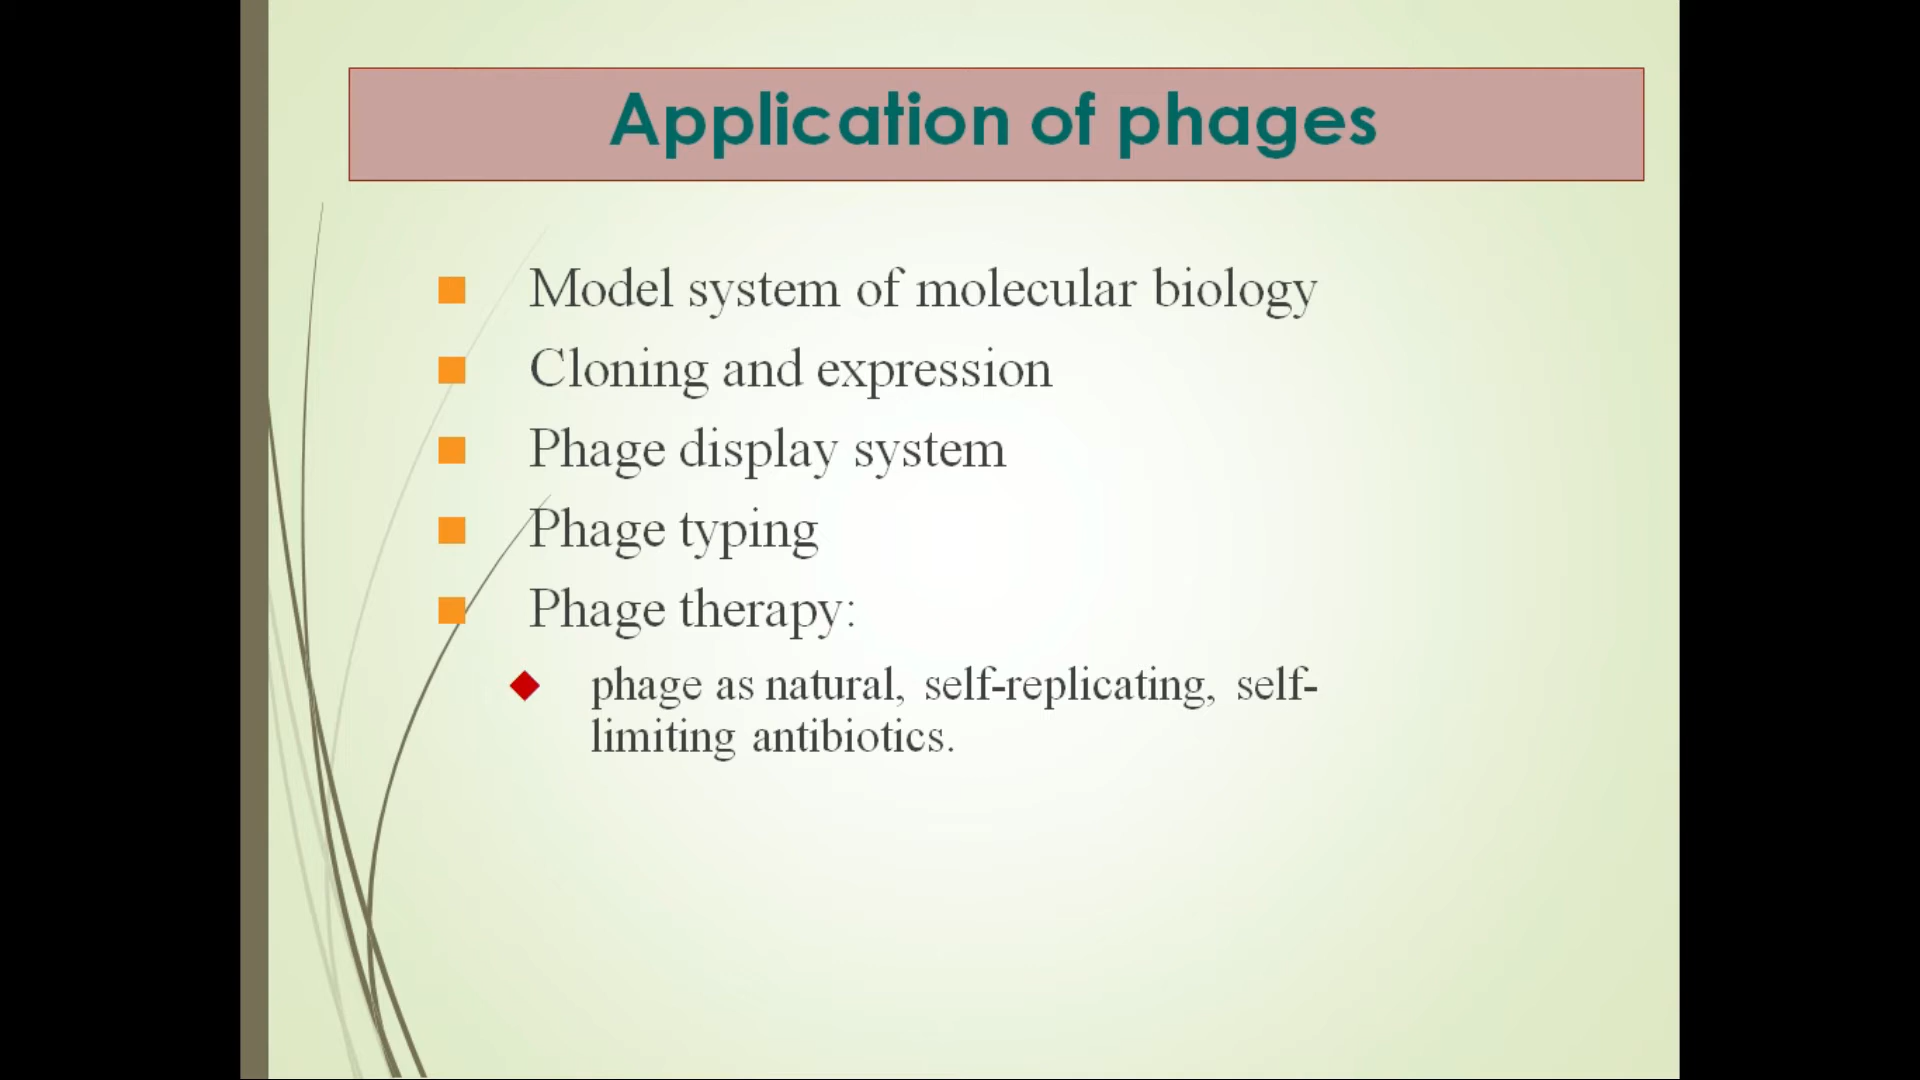 Application of phages
Model system of molecular biology
Cloning and expression
Phage display system
Phage typing
Phage therapy:
phage as natural, self-replicating, self-
limiting antibiotics.